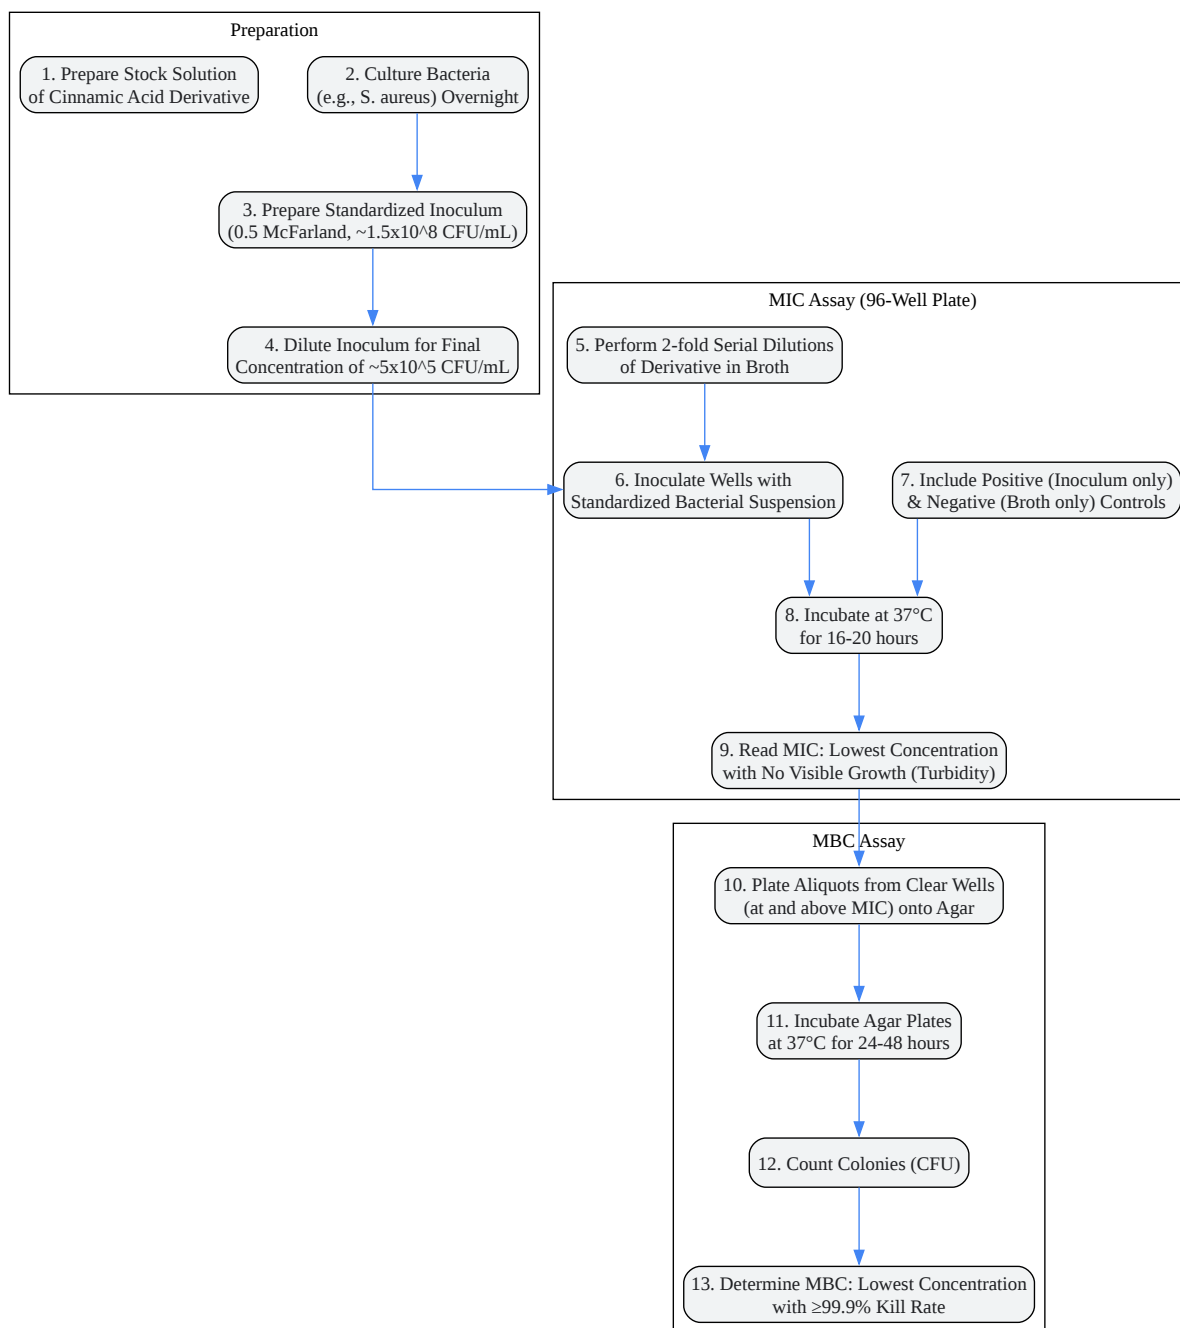 Preparation
1. Prepare Stock Solution
of Cinnamic Acid Derivative
2. Culture Bacteria
(e.g., S. aureus) Overnight
3. Prepare Standardized Inoculum
(0.5 McFarland, ~1.5x10^8 CFU/mL)
4. Dilute Inoculum for Final
Concentration of ~5x10^5 CFU/mL
MIC Assay (96-Well Plate)
5. Perform 2-fold Serial Dilutions
of Derivative in Broth
6. Inoculate Wells with
Standardized Bacterial Suspension
7. Include Positive (Inoculum only)
& Negative (Broth only) Controls
8. Incubate at 37°C
for 16-20 hours
9. Read MIC: Lowest Concentration
with No Visible Growth (Turbidity)
MBC Assay
10. Plate Aliquots from Clear Wells
(at and above MIC) onto Agar
11. Incubate Agar Plates
at 37°C for 24-48 hours
12. Count Colonies (CFU)
13. Determine MBC: Lowest Concentration
with ≥99.9% Kill Rate